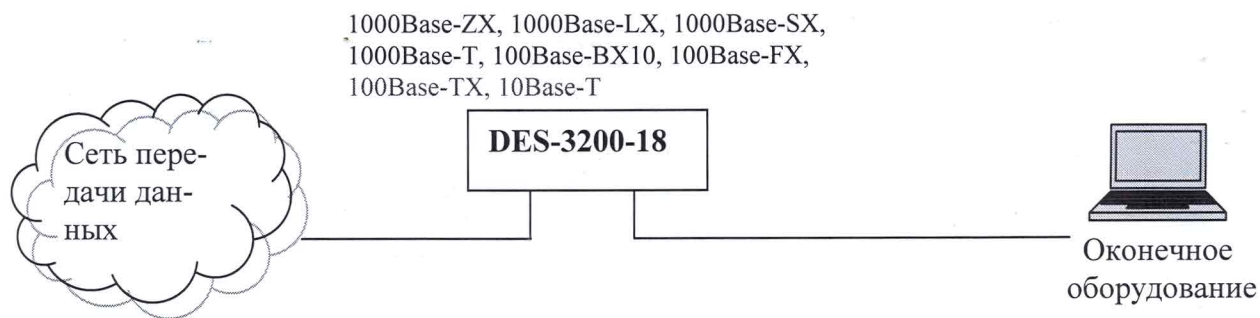 1000Base-ZX, 1000Base-LX, 1000Base-SX,
1000Base-T, 100Base-BX10, 100Base-FX,
100Base-TX, 10Base-T
DES-3200-18
Сеть пере-
дачи дан-
ных
Оконечное
оборудование